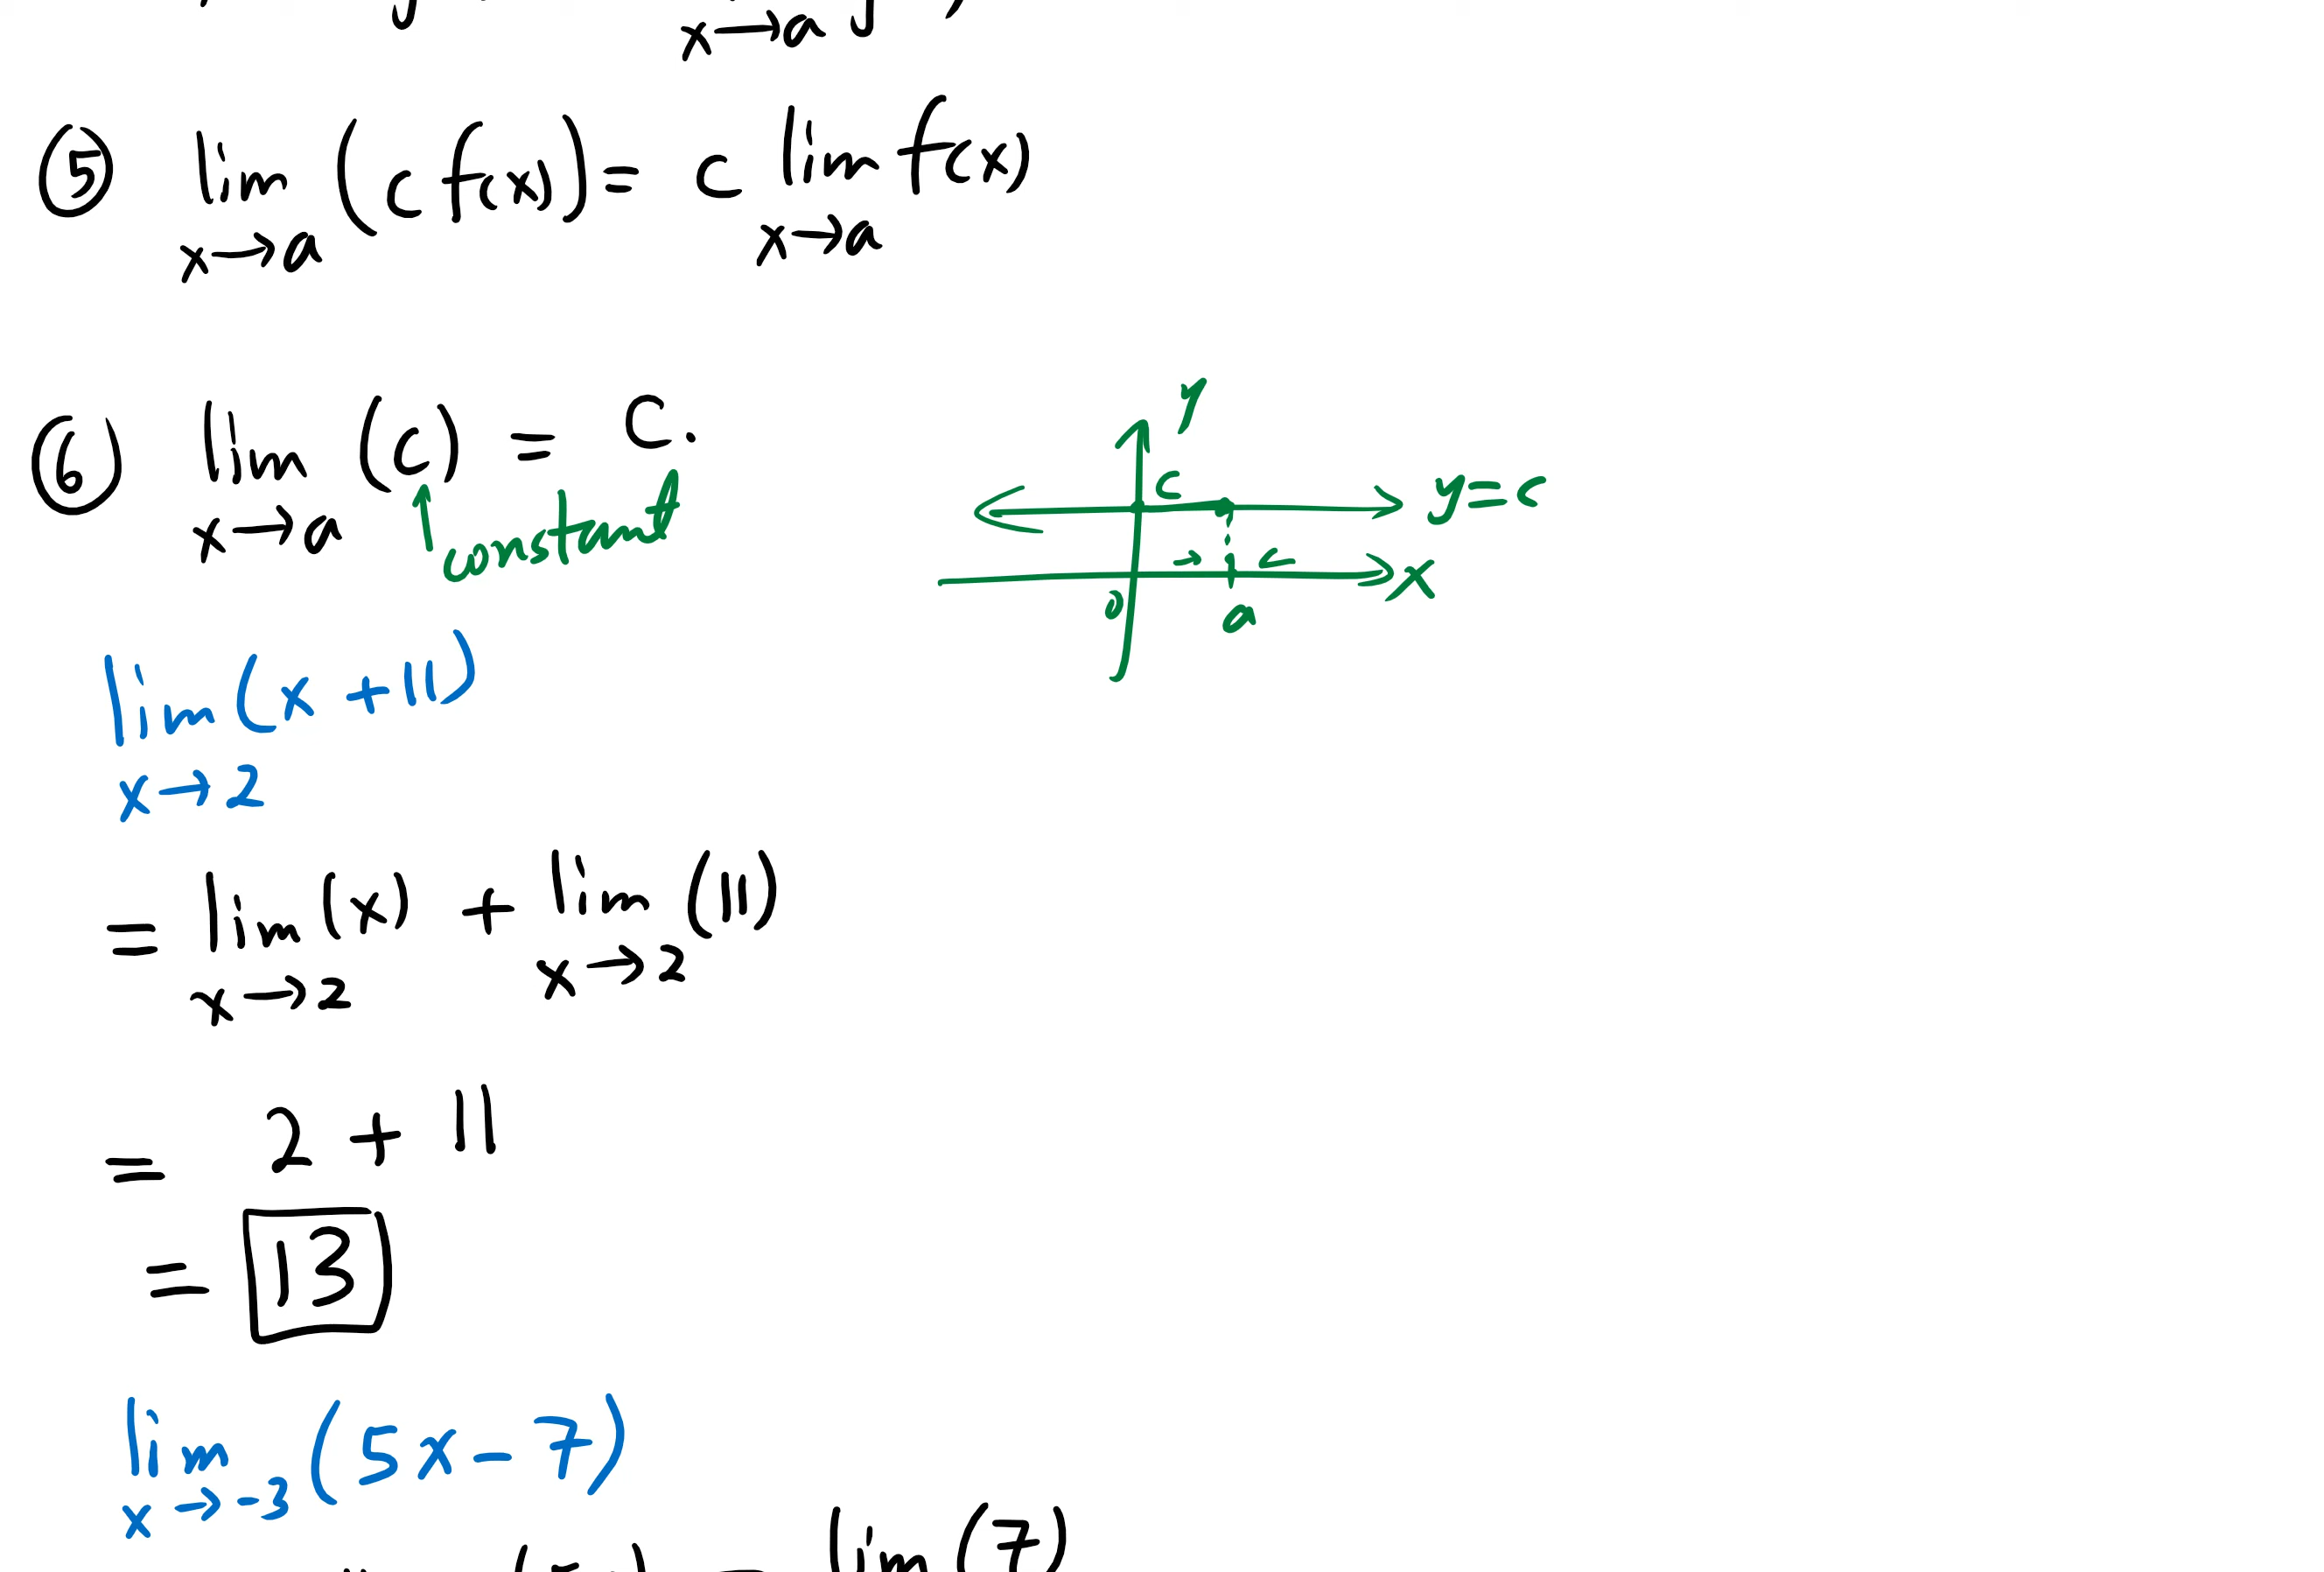 x→a
⑤ lim (c f(x)) = c lim f(x)
x→a x→a
⑥ lim (c) = c.
x→a
constant
y
c
y = c
x
0
a
lim (x + 11)
x→2
= lim (x) + lim (11)
x→2 x→2
= 2 + 11
= 13
lim (5x - 7)
x→-3
lim (7)